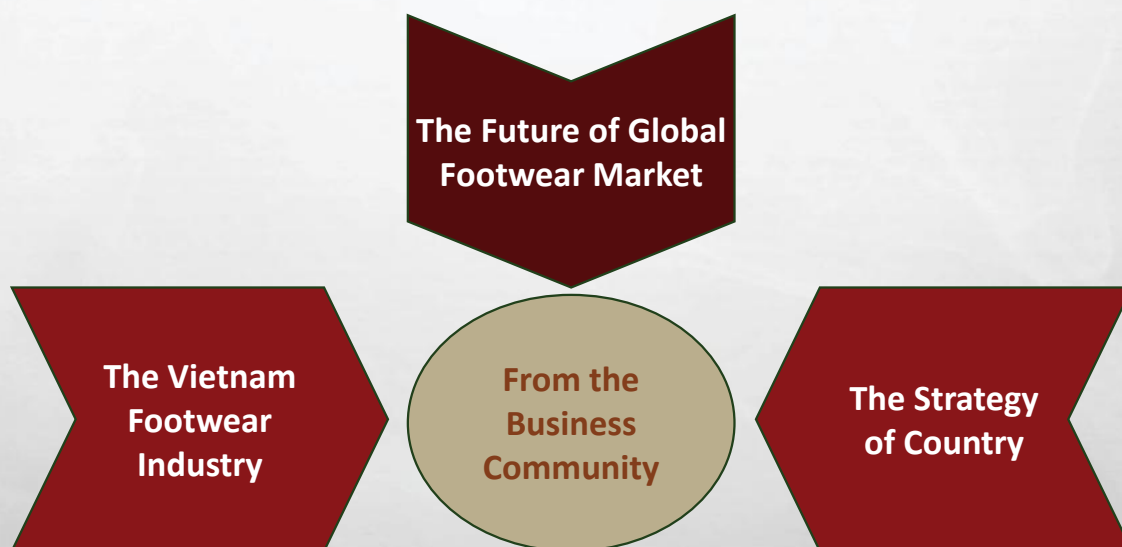 The Future of Global
Footwear Market
The Vietnam
Footwear
Industry
From the
Business
Community
The Strategy
of Country